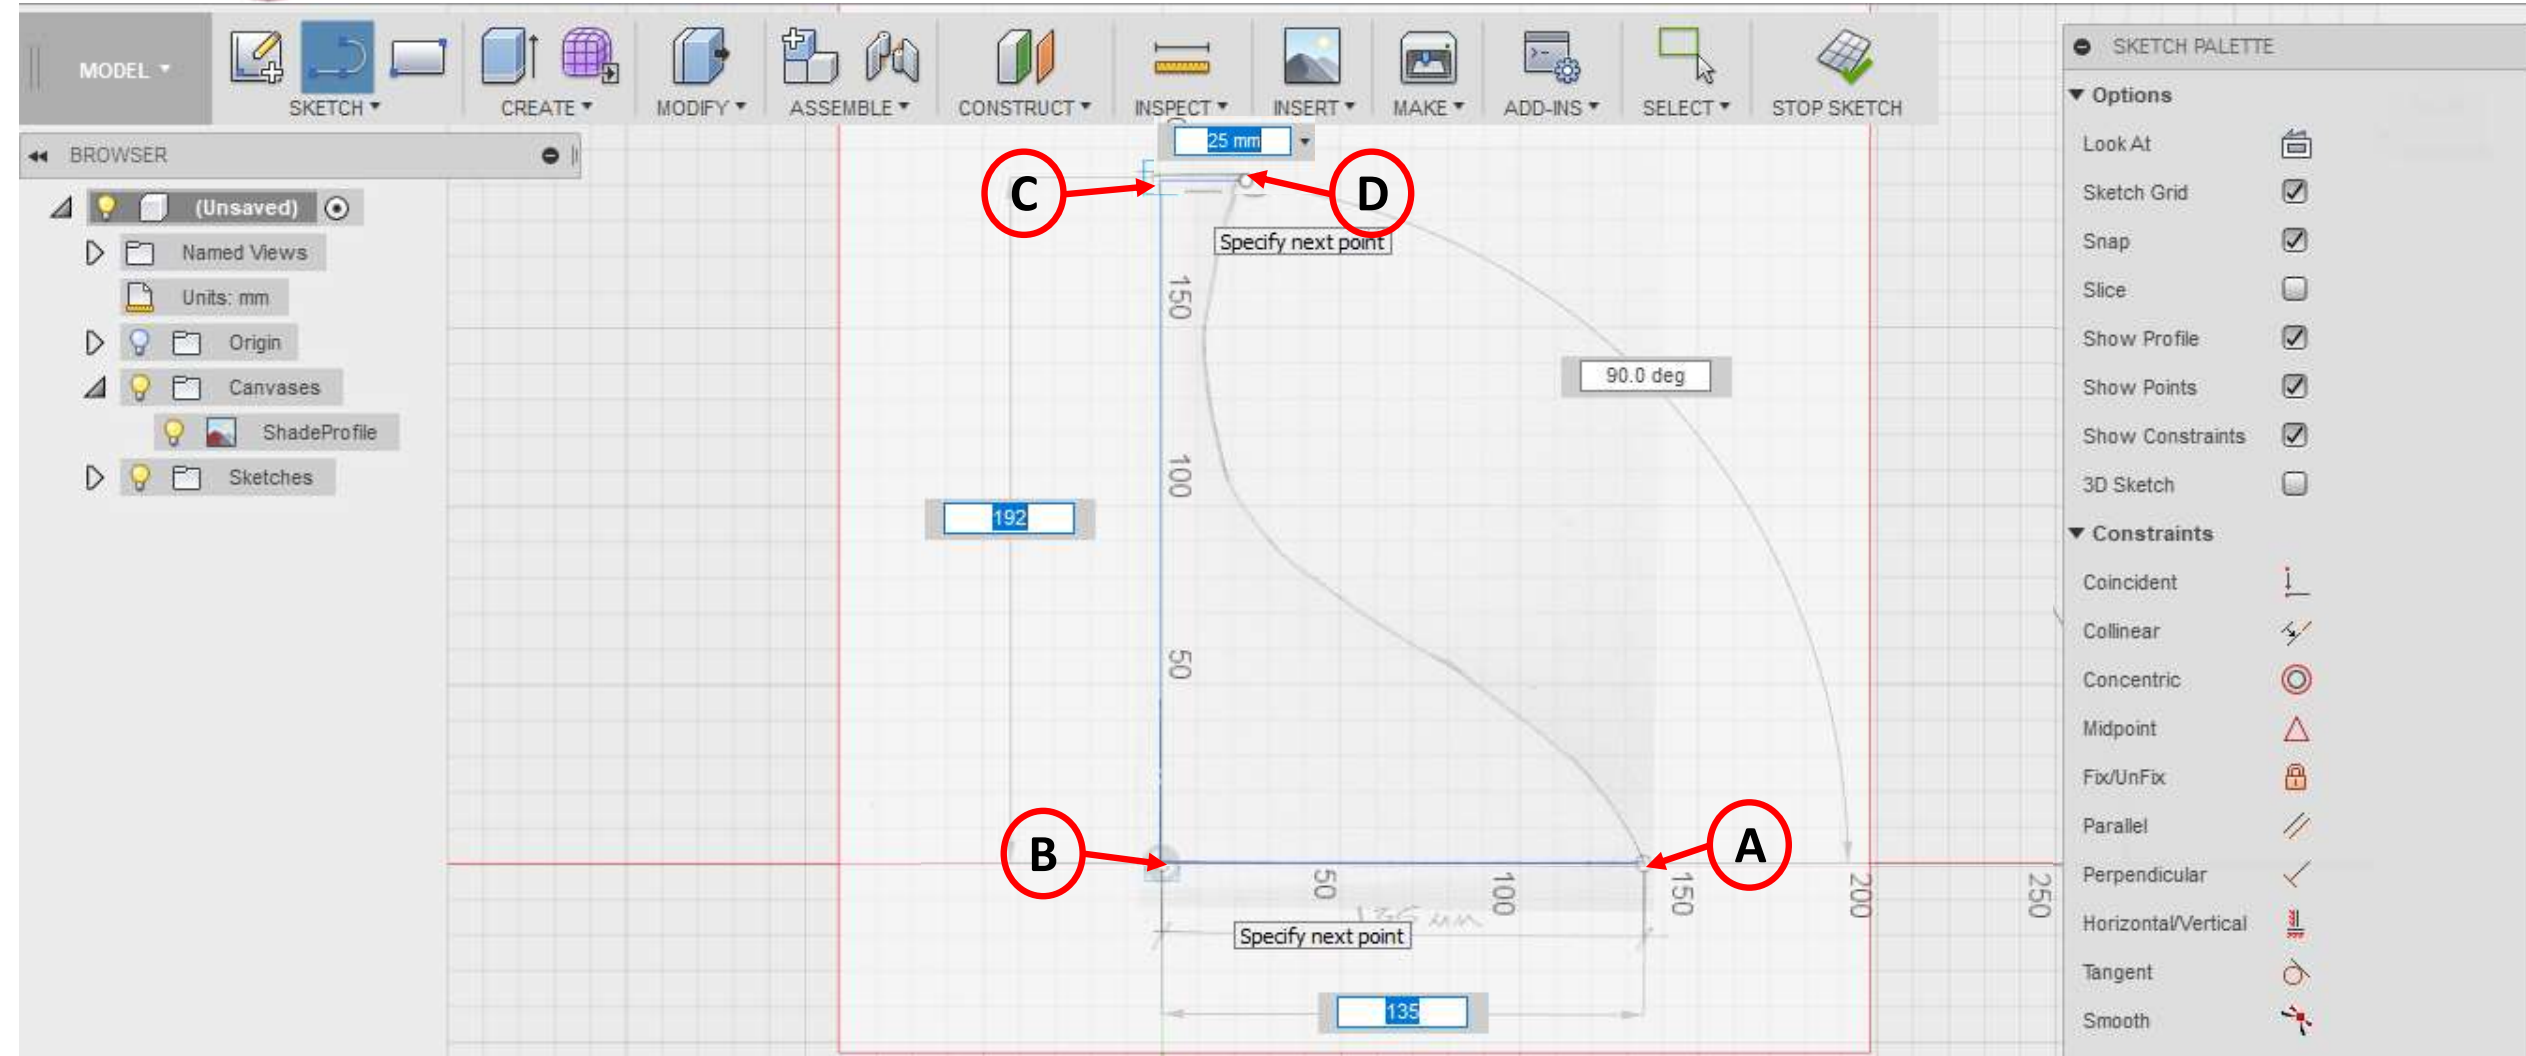 MODEL
SKETCH
CREATE
MODIFY
ASSEMBLE
CONSTRUCT
INSPECT
INSERT
MAKE
ADD-INS
SELECT
STOP SKETCH
BROWSER
(Unsaved)
Named Views
Units: mm
Origin
Canvases
ShadeProfile
Sketches
25 mm
C
D
Specify next point
150
90.0 deg
100
192
50
B
A
50
100
150
200
250
135 mm
Specify next point
135
SKETCH PALETTE
Options
Look At
Sketch Grid
Snap
Slice
Show Profile
Show Points
Show Constraints
3D Sketch
Constraints
Coincident
Collinear
Concentric
Midpoint
Fix/UnFix
Parallel
Perpendicular
Horizontal/Vertical
Tangent
Smooth